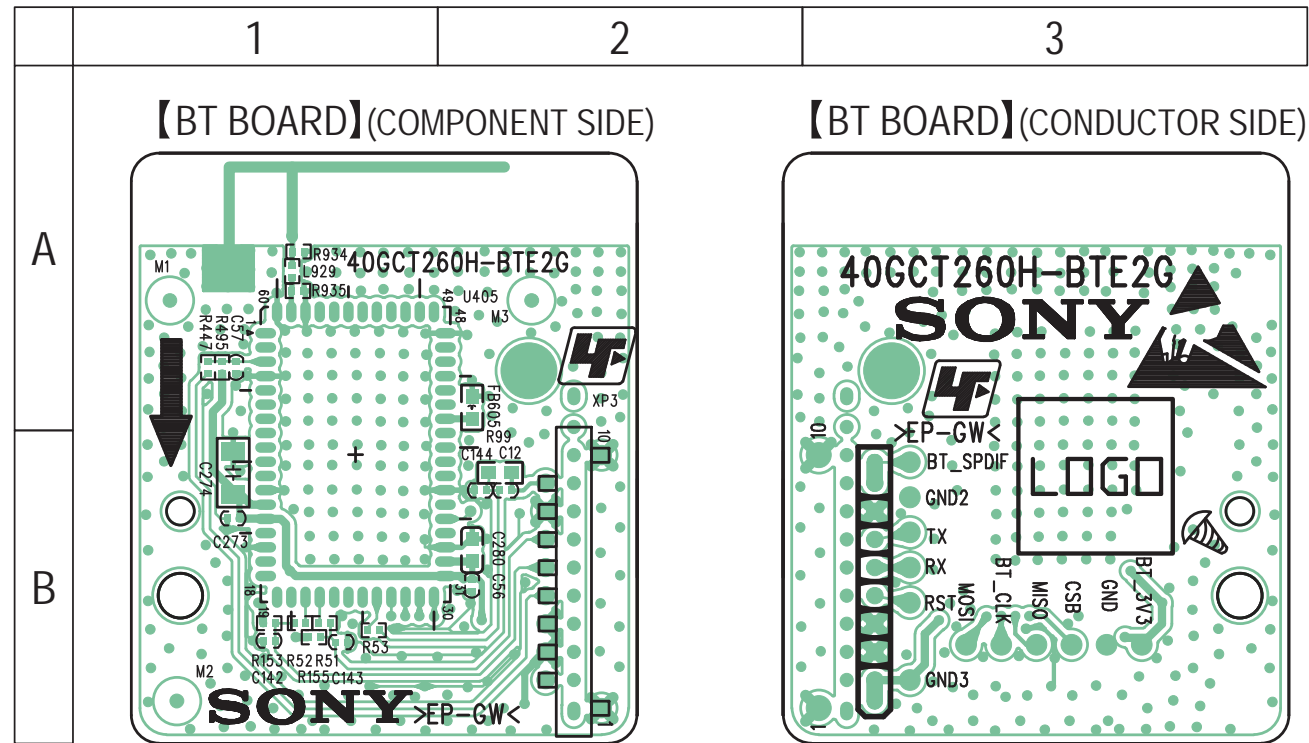 1 2 3
A
B
【BT BOARD】(COMPONENT SIDE)
M1
R934
L929
R935
40GCT260H-BTE2G
60
49
48
U405
M3
R447
R495
C57
1
XP3
FB605
R99
C144 C12
10
C274
C273
C280
C56
18
19
31
30
R53
R153 R52 R51
C142 R155 C143
M2
SONY
>EP-GW<
1
【BT BOARD】(CONDUCTOR SIDE)
40GCT260H-BTE2G
SONY
>EP-GW<
10
BT_SPDIF
GND2
TX
RX
RST
MOSI
BT_CLK
MISO
CSB
GND
BT_3V3
GND3
LOGO
1